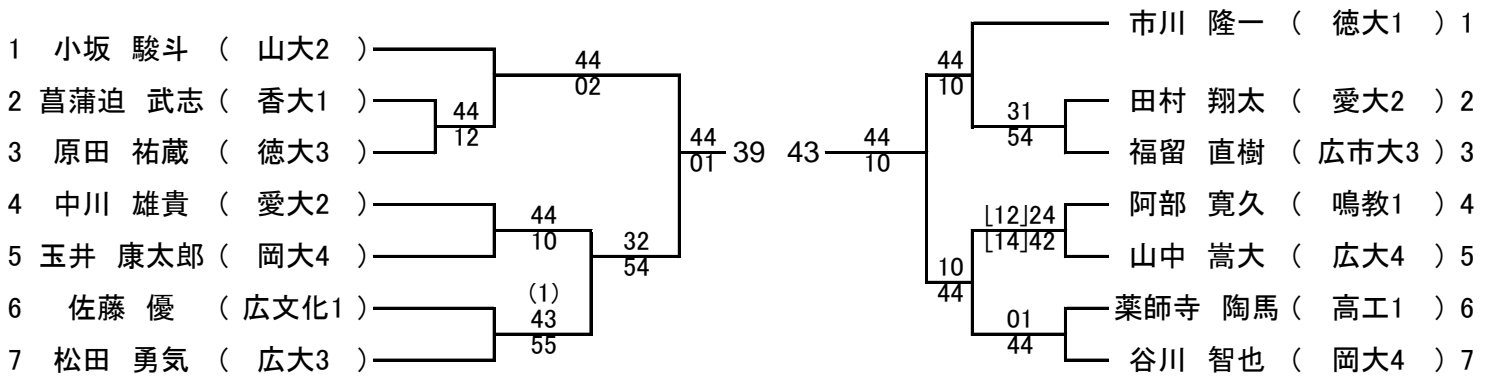 1 小坂 駿斗 ( 山大2 )
2 菖蒲迫 武志 ( 香大1 )
3 原田 祐蔵 ( 徳大3 )
4 中川 雄貴 ( 愛大2 )
5 玉井 康太郎 ( 岡大4 )
6 佐藤 優 ( 広文化1 )
7 松田 勇気 ( 広大3 )
44
12
44
02
44
10
(1)
43
55
32
54
44
01
39
43
44
10
44
10
31
54
⌊12⌋24
⌊14⌋42
10
44
01
44
市川 隆一 ( 徳大1 ) 1
田村 翔太 ( 愛大2 ) 2
福留 直樹 ( 広市大3 ) 3
阿部 寛久 ( 鳴教1 ) 4
山中 嵩大 ( 広大4 ) 5
薬師寺 陶馬 ( 高工1 ) 6
谷川 智也 ( 岡大4 ) 7